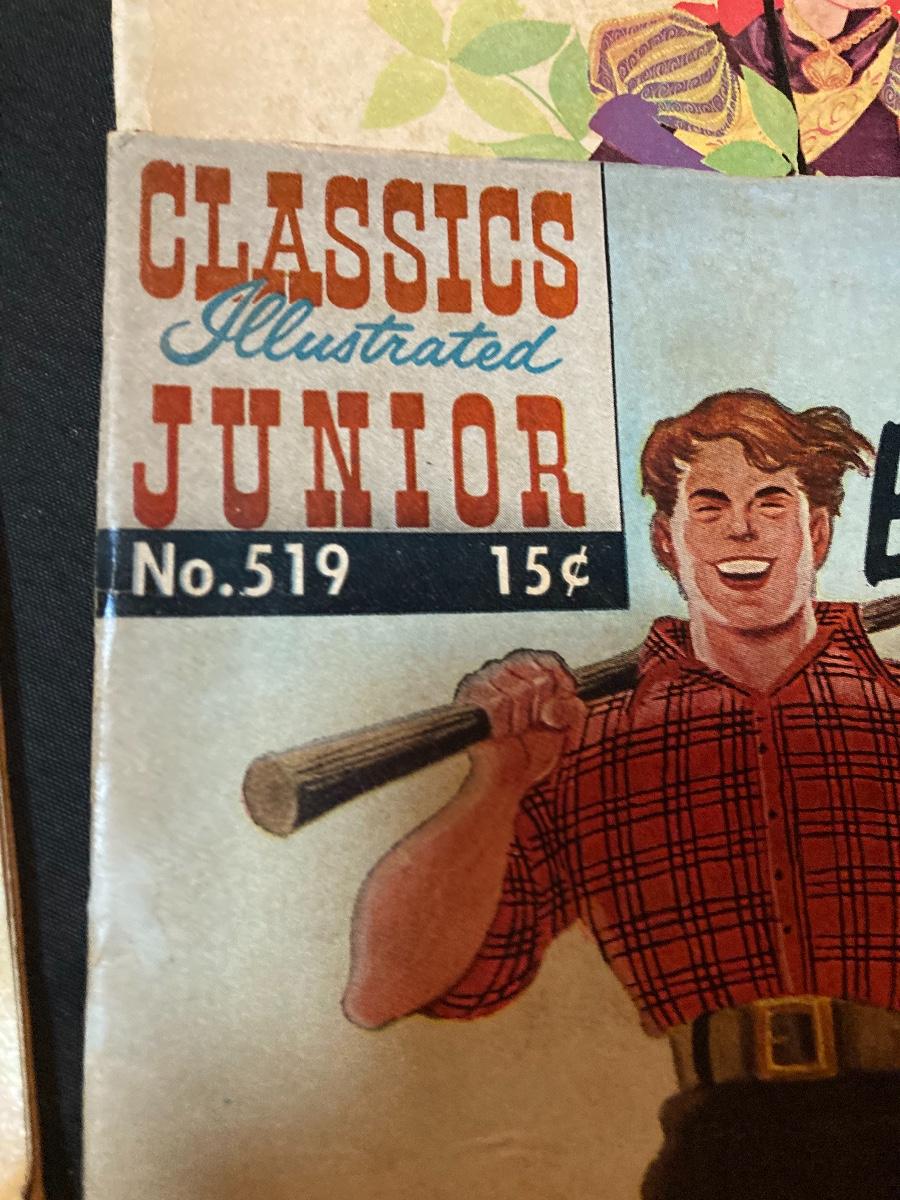 CLASSICS
Illustrated
JUNIOR
No.519 15¢